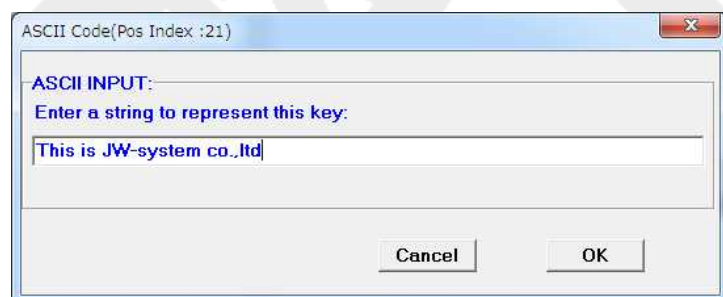 ASCII Code(Pos Index :21)
ASCII INPUT:
Enter a string to represent this key:
This is JW-system co.,ltd
Cancel OK